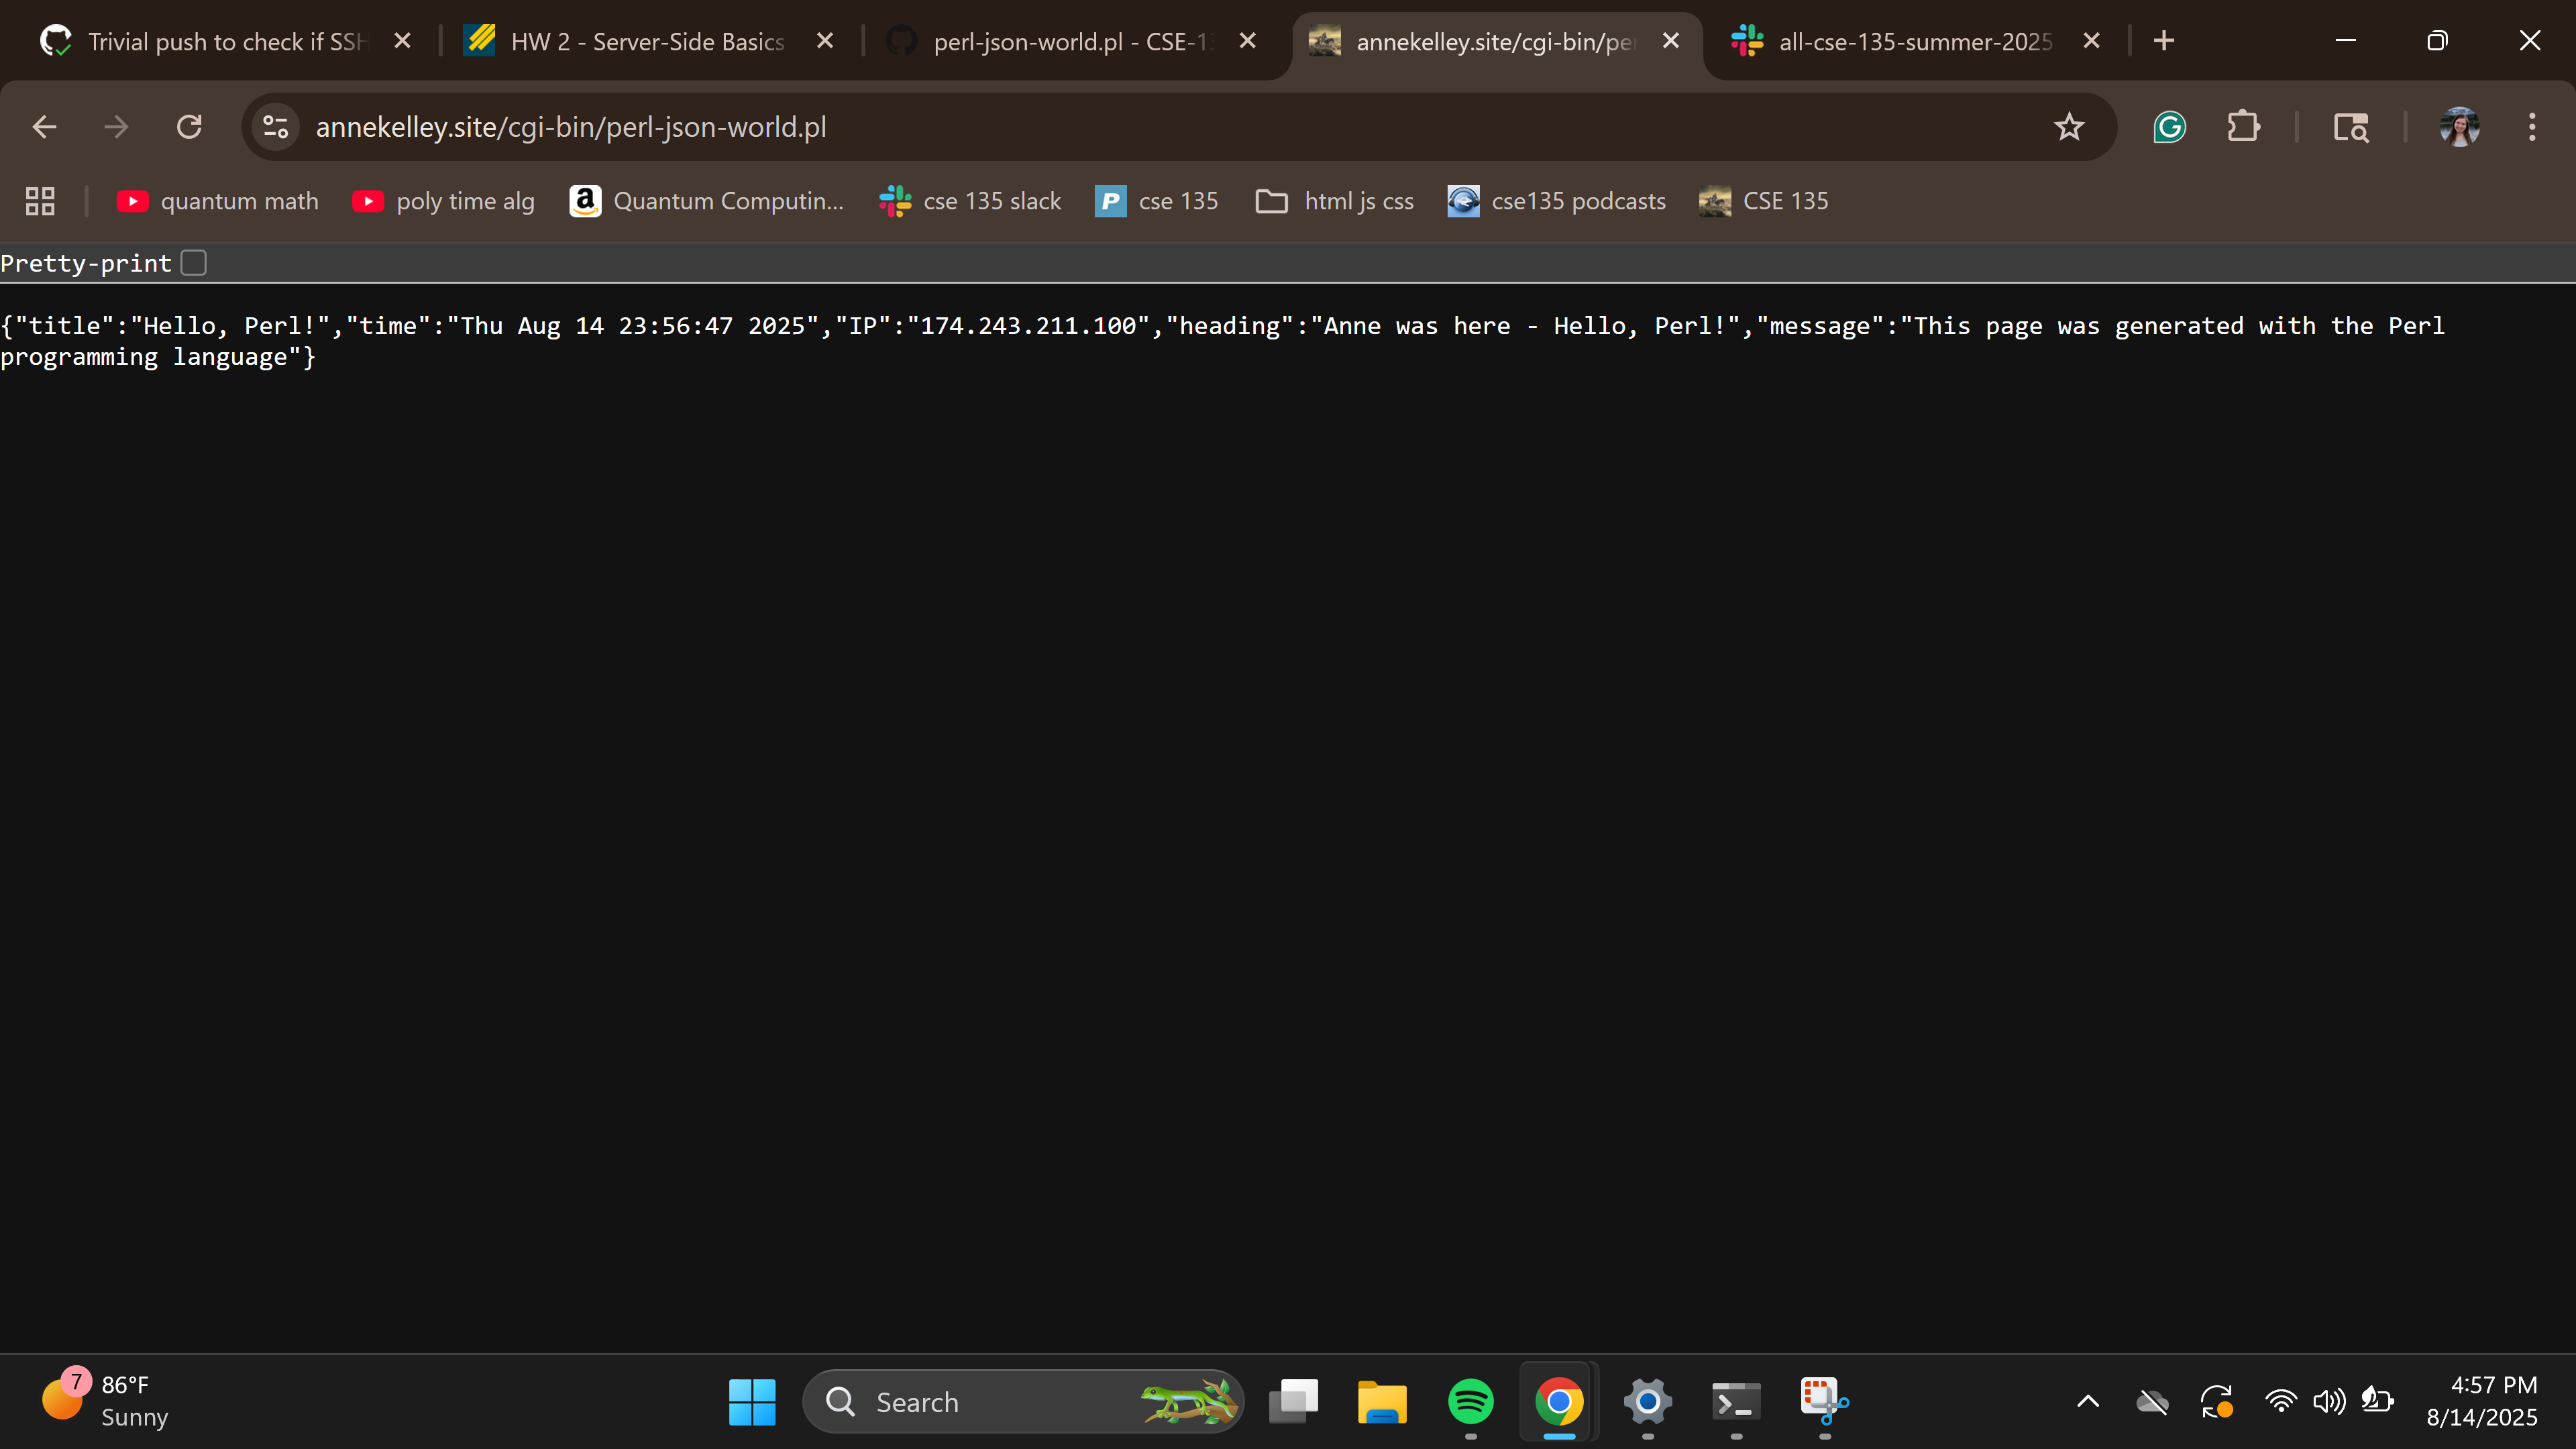 Trivial push to check if SSH
HW 2 - Server-Side Basics
perl-json-world.pl - CSE-13
annekelley.site/cgi-bin/per
all-cse-135-summer-2025
annekelley.site/cgi-bin/perl-json-world.pl
quantum math
poly time alg
Quantum Computin...
cse 135 slack
cse 135
html js css
cse135 podcasts
CSE 135
Pretty-print
{"title":"Hello, Perl!","time":"Thu Aug 14 23:56:47 2025","IP":"174.243.211.100","heading":"Anne was here - Hello, Perl!","message":"This page was generated with the Perl
programming language"}
7
86°F
Sunny
Search
4:57 PM
8/14/2025